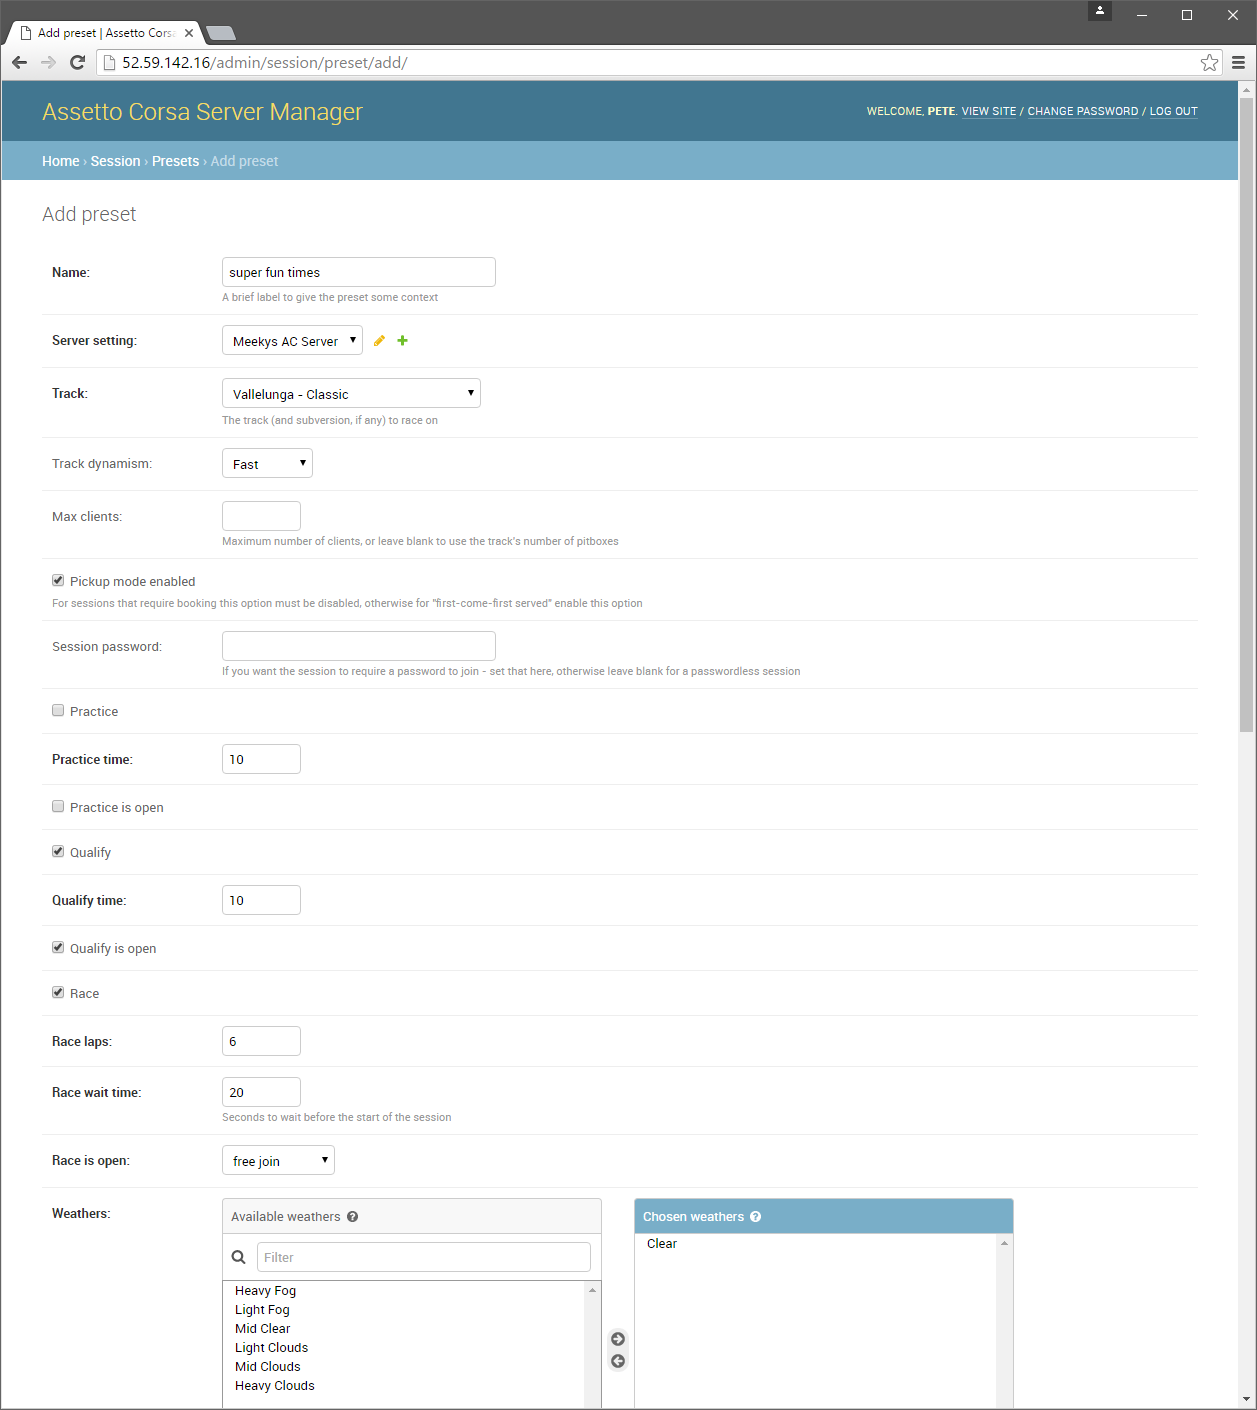 Add preset | Assetto Corsa
52.59.142.16/admin/session/preset/add/
Assetto Corsa Server Manager
WELCOME, PETE. VIEW SITE / CHANGE PASSWORD / LOG OUT
Home › Session › Presets › Add preset
Add preset
Name: super fun times
A brief label to give the preset some context
Server setting: Meekys AC Server
Track: Vallelunga - Classic
The track (and subversion, if any) to race on
Track dynamism: Fast
Max clients:
Maximum number of clients, or leave blank to use the track's number of pitboxes
Pickup mode enabled
For sessions that require booking this option must be disabled, otherwise for "first-come-first served" enable this option
Session password:
If you want the session to require a password to join - set that here, otherwise leave blank for a passwordless session
Practice
Practice time: 10
Practice is open
Qualify
Qualify time: 10
Qualify is open
Race
Race laps: 6
Race wait time: 20
Seconds to wait before the start of the session
Race is open: free join
Weathers: Available weathers ? Chosen weathers ?
Filter
Clear
Heavy Fog
Light Fog
Mid Clear
Light Clouds
Mid Clouds
Heavy Clouds